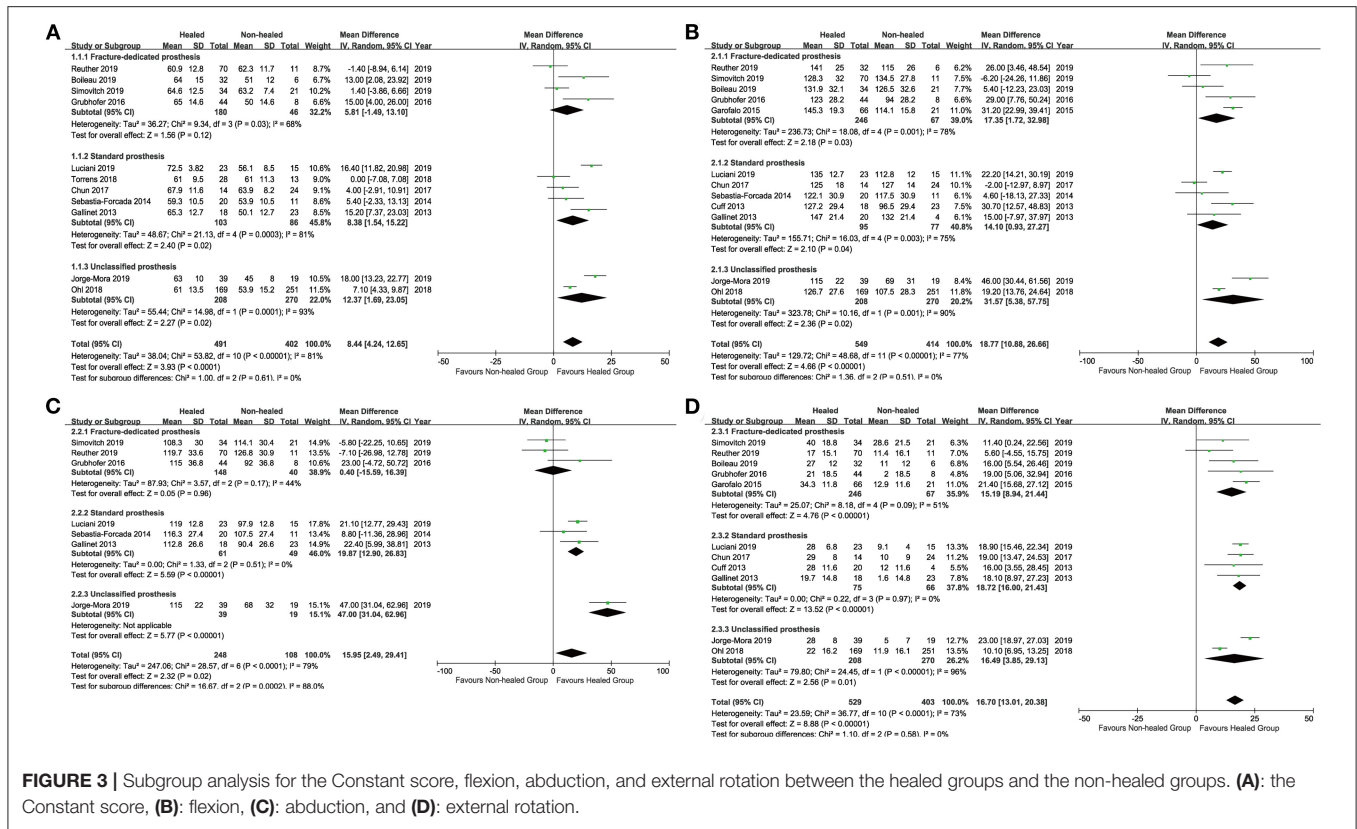 A
Healed Non-healed Mean Difference Mean Difference
Study or Subgroup Mean SD Total Mean SD Total Weight IV, Random, 95% CI Year IV, Random, 95% CI
1.1.1 Fracture-dedicated prosthesis
Reuther 2019 60.9 12.8 70 62.3 11.7 11 8.7% -1.40 [-8.94, 6.14] 2019
Boileau 2019 64 15 32 51 12 6 6.2% 13.00 [2.08, 23.92] 2019
Simovitch 2019 64.6 12.5 34 63.2 7.4 21 10.2% 1.40 [-3.86, 6.66] 2019
Grubhofer 2016 65 14.6 44 50 14.6 8 7.1% 15.00 [4.00, 26.00] 2016
Subtotal (95% CI) 180 46 32.2% 5.81 [-1.49, 13.10]
Heterogeneity: Tau² = 36.27; Chi² = 9.34, df = 3 (P = 0.03); I² = 68%
Test for overall effect: Z = 1.56 (P = 0.12)
1.1.2 Standard prosthesis
Luciani 2019 72.5 3.82 23 56.1 8.5 15 10.6% 16.40 [11.82, 20.98] 2019
Torrens 2018 61 9.5 28 61 11.3 13 9.0% 0.00 [-7.08, 7.08] 2018
Chun 2017 67.9 11.6 14 63.9 8.2 24 9.1% 4.00 [-2.91, 10.91] 2017
Sebastia-Forcada 2014 59.3 10.5 20 53.9 10.5 11 8.6% 5.40 [-2.33, 13.13] 2014
Gallinet 2013 65.3 12.7 18 50.1 12.7 23 8.5% 15.20 [7.37, 23.03] 2013
Subtotal (95% CI) 103 86 45.8% 8.38 [1.54, 15.22]
Heterogeneity: Tau² = 48.67; Chi² = 21.13, df = 4 (P = 0.0003); I² = 81%
Test for overall effect: Z = 2.40 (P = 0.02)
1.1.3 Unclassified prosthesis
Jorge-Mora 2019 63 10 39 45 8 19 10.5% 18.00 [13.23, 22.77] 2019
Ohl 2018 61 13.5 169 53.9 15.2 251 11.5% 7.10 [4.33, 9.87] 2018
Subtotal (95% CI) 208 270 22.0% 12.37 [1.69, 23.05]
Heterogeneity: Tau² = 55.44; Chi² = 14.98, df = 1 (P = 0.0001); I² = 93%
Test for overall effect: Z = 2.27 (P = 0.02)
Total (95% CI) 491 402 100.0% 8.44 [4.24, 12.65]
Heterogeneity: Tau² = 38.04; Chi² = 53.82, df = 10 (P < 0.00001); I² = 81%
Test for overall effect: Z = 3.93 (P < 0.0001)
Test for subgroup differences: Chi² = 1.00, df = 2 (P = 0.61), I² = 0%
-50 -25 0 25 50
Favours Non-healed Group Favours Healed Group
B
Healed Non-healed Mean Difference Mean Difference
Study or Subgroup Mean SD Total Mean SD Total Weight IV, Random, 95% CI Year IV, Random, 95% CI
2.1.1 Fracture-dedicated prosthesis
Reuther 2019 141 25 32 115 26 6 6.2% 26.00 [3.46, 48.54] 2019
Simovitch 2019 128.3 32 70 134.5 27.8 11 7.5% -6.20 [-24.26, 11.86] 2019
Boileau 2019 131.9 32.1 34 126.5 32.6 21 7.5% 5.40 [-12.23, 23.03] 2019
Grubhofer 2016 123 28.2 44 94 28.2 8 6.6% 29.00 [7.76, 50.24] 2016
Garofalo 2015 145.3 19.3 66 114.1 15.8 21 11.1% 31.20 [22.99, 39.41] 2015
Subtotal (95% CI) 246 67 39.0% 17.35 [1.72, 32.98]
Heterogeneity: Tau² = 236.73; Chi² = 18.08, df = 4 (P = 0.001); I² = 78%
Test for overall effect: Z = 2.18 (P = 0.03)
2.1.2 Standard prosthesis
Luciani 2019 135 12.7 23 112.8 12 15 11.1% 22.20 [14.21, 30.19] 2019
Chun 2017 125 18 14 127 14 24 10.1% -2.00 [-12.97, 8.97] 2017
Sebastia-Forcada 2014 122.1 30.9 20 117.5 30.9 11 6.2% 4.60 [-18.13, 27.33] 2014
Cuff 2013 127.2 29.4 18 96.5 29.4 23 7.3% 30.70 [12.57, 48.83] 2013
Gallinet 2013 147 21.4 20 132 21.4 4 6.1% 15.00 [-7.97, 37.97] 2013
Subtotal (95% CI) 95 77 40.8% 14.10 [0.93, 27.27]
Heterogeneity: Tau² = 155.71; Chi² = 16.03, df = 4 (P = 0.003); I² = 75%
Test for overall effect: Z = 2.10 (P = 0.04)
2.1.3 Unclassified prosthesis
Jorge-Mora 2019 115 22 39 69 31 19 8.4% 46.00 [30.44, 61.56] 2019
Ohl 2018 126.7 27.6 169 107.5 28.3 251 11.8% 19.20 [13.76, 24.64] 2018
Subtotal (95% CI) 208 270 20.2% 31.57 [5.38, 57.75]
Heterogeneity: Tau² = 323.78; Chi² = 10.16, df = 1 (P = 0.001); I² = 90%
Test for overall effect: Z = 2.36 (P = 0.02)
Total (95% CI) 549 414 100.0% 18.77 [10.88, 26.66]
Heterogeneity: Tau² = 129.72; Chi² = 48.68, df = 11 (P < 0.00001); I² = 77%
Test for overall effect: Z = 4.66 (P < 0.00001)
Test for subgroup differences: Chi² = 1.36, df = 2 (P = 0.51), I² = 0%
-100 -50 0 50 100
Favours Non-healed Group Favours Healed Group
C
Healed Non-healed Mean Difference Mean Difference
Study or Subgroup Mean SD Total Mean SD Total Weight IV, Random, 95% CI Year IV, Random, 95% CI
2.2.1 Fracture-dedicated prosthesis
Simovitch 2019 108.3 30 34 114.1 30.4 21 14.9% -5.80 [-22.25, 10.65] 2019
Reuther 2019 119.7 33.6 70 126.8 30.9 11 13.4% -7.10 [-26.98, 12.78] 2019
Grubhofer 2016 115 36.8 44 92 36.8 8 10.6% 23.00 [-4.72, 50.72] 2016
Subtotal (95% CI) 148 40 38.9% 0.40 [-15.59, 16.39]
Heterogeneity: Tau² = 87.93; Chi² = 3.57, df = 2 (P = 0.17); I² = 44%
Test for overall effect: Z = 0.05 (P = 0.96)
2.2.2 Standard prosthesis
Luciani 2019 119 12.8 23 97.9 12.8 15 17.8% 21.10 [12.77, 29.43] 2019
Sebastia-Forcada 2014 116.3 27.4 20 107.5 27.4 11 13.4% 8.80 [-11.36, 28.96] 2014
Gallinet 2013 112.8 26.6 18 90.4 26.6 23 14.9% 22.40 [5.99, 38.81] 2013
Subtotal (95% CI) 61 49 46.0% 19.87 [12.90, 26.83]
Heterogeneity: Tau² = 0.00; Chi² = 1.33, df = 2 (P = 0.51); I² = 0%
Test for overall effect: Z = 5.59 (P < 0.00001)
2.2.3 Unclassified prosthesis
Jorge-Mora 2019 115 22 39 68 32 19 15.1% 47.00 [31.04, 62.96] 2019
Subtotal (95% CI) 39 19 15.1% 47.00 [31.04, 62.96]
Heterogeneity: Not applicable
Test for overall effect: Z = 5.77 (P < 0.00001)
Total (95% CI) 248 108 100.0% 15.95 [2.49, 29.41]
Heterogeneity: Tau² = 247.06; Chi² = 28.57, df = 6 (P < 0.0001); I² = 79%
Test for overall effect: Z = 2.32 (P = 0.02)
Test for subgroup differences: Chi² = 16.67, df = 2 (P = 0.0002), I² = 88.0%
-100 -50 0 50 100
Favours Non-healed Group Favours Healed Group
D
Healed Non-healed Mean Difference Mean Difference
Study or Subgroup Mean SD Total Mean SD Total Weight IV, Random, 95% CI Year IV, Random, 95% CI
2.3.1 Fracture-dedicated prosthesis
Simovitch 2019 40 18.8 34 28.6 21.5 21 6.3% 11.40 [0.24, 22.56] 2019
Reuther 2019 17 15.1 70 11.4 16.1 11 6.9% 5.60 [-4.55, 15.75] 2019
Boileau 2019 27 12 32 11 12 6 6.7% 16.00 [5.54, 26.46] 2019
Grubhofer 2016 21 18.5 44 2 18.5 8 4.9% 19.00 [5.06, 32.94] 2016
Garofalo 2015 34.3 11.8 66 12.9 11.6 21 11.0% 21.40 [15.68, 27.12] 2015
Subtotal (95% CI) 246 67 35.9% 15.19 [8.94, 21.44]
Heterogeneity: Tau² = 25.07; Chi² = 8.18, df = 4 (P = 0.09); I² = 51%
Test for overall effect: Z = 4.76 (P < 0.00001)
2.3.2 Standard prosthesis
Luciani 2019 28 6.8 23 9.1 4 15 13.3% 18.90 [15.46, 22.34] 2019
Chun 2017 29 8 14 10 9 24 11.1% 19.00 [13.47, 24.53] 2017
Cuff 2013 28 11.6 20 12 11.6 4 5.5% 16.00 [3.55, 28.45] 2013
Gallinet 2013 19.7 14.8 18 1.6 14.8 23 7.8% 18.10 [8.97, 27.23] 2013
Subtotal (95% CI) 75 66 37.8% 18.72 [16.00, 21.43]
Heterogeneity: Tau² = 0.00; Chi² = 0.22, df = 3 (P = 0.97); I² = 0%
Test for overall effect: Z = 13.52 (P < 0.00001)
2.3.3 Unclassified prosthesis
Jorge-Mora 2019 28 8 39 5 7 19 12.7% 23.00 [18.97, 27.03] 2019
Ohl 2018 22 16.2 169 11.9 16.1 251 13.5% 10.10 [6.95, 13.25] 2018
Subtotal (95% CI) 208 270 26.2% 16.49 [3.85, 29.13]
Heterogeneity: Tau² = 79.80; Chi² = 24.45, df = 1 (P < 0.00001); I² = 96%
Test for overall effect: Z = 2.56 (P = 0.01)
Total (95% CI) 529 403 100.0% 16.70 [13.01, 20.38]
Heterogeneity: Tau² = 23.59; Chi² = 36.77, df = 10 (P < 0.0001); I² = 73%
Test for overall effect: Z = 8.88 (P < 0.00001)
Test for subgroup differences: Chi² = 1.10, df = 2 (P = 0.58), I² = 0%
-50 -25 0 25 50
Favours Non-healed Group Favours Healed Group
FIGURE 3 | Subgroup analysis for the Constant score, flexion, abduction, and external rotation between the healed groups and the non-healed groups. (A): the
Constant score, (B): flexion, (C): abduction, and (D): external rotation.